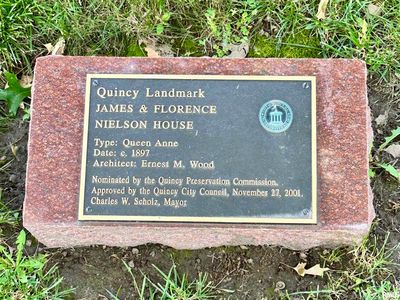 Quincy Landmark
JAMES & FLORENCE
NIELSON HOUSE
Type: Queen Anne
Date: c. 1897
Architect: Ernest M. Wood
Nominated by the Quincy Preservation Commission,
Approved by the Quincy City Council, November 27, 2001,
Charles W. Scholz, Mayor